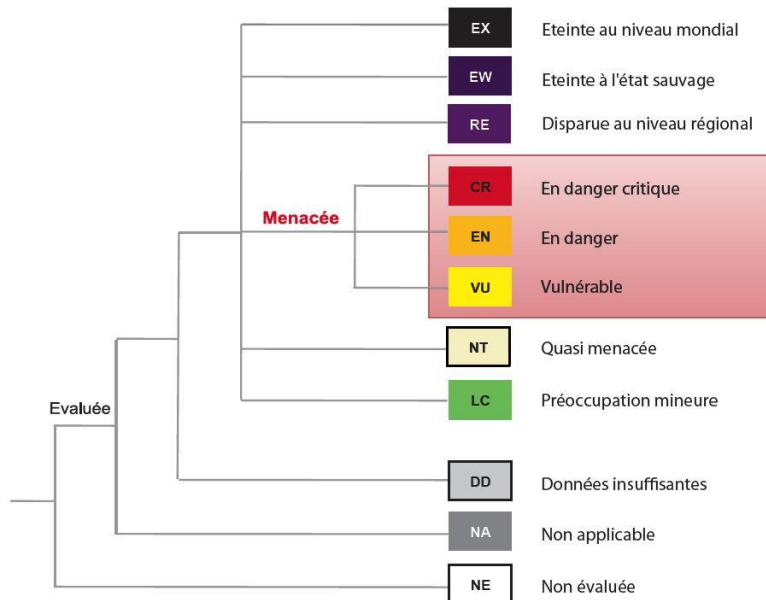 EX Eteinte au niveau mondial
EW Eteinte à l'état sauvage
RE Disparue au niveau régional
CR En danger critique
Menacée
EN En danger
VU Vulnérable
NT Quasi menacée
LC Préoccupation mineure
Evaluée
DD Données insuffisantes
NA Non applicable
NE Non évaluée